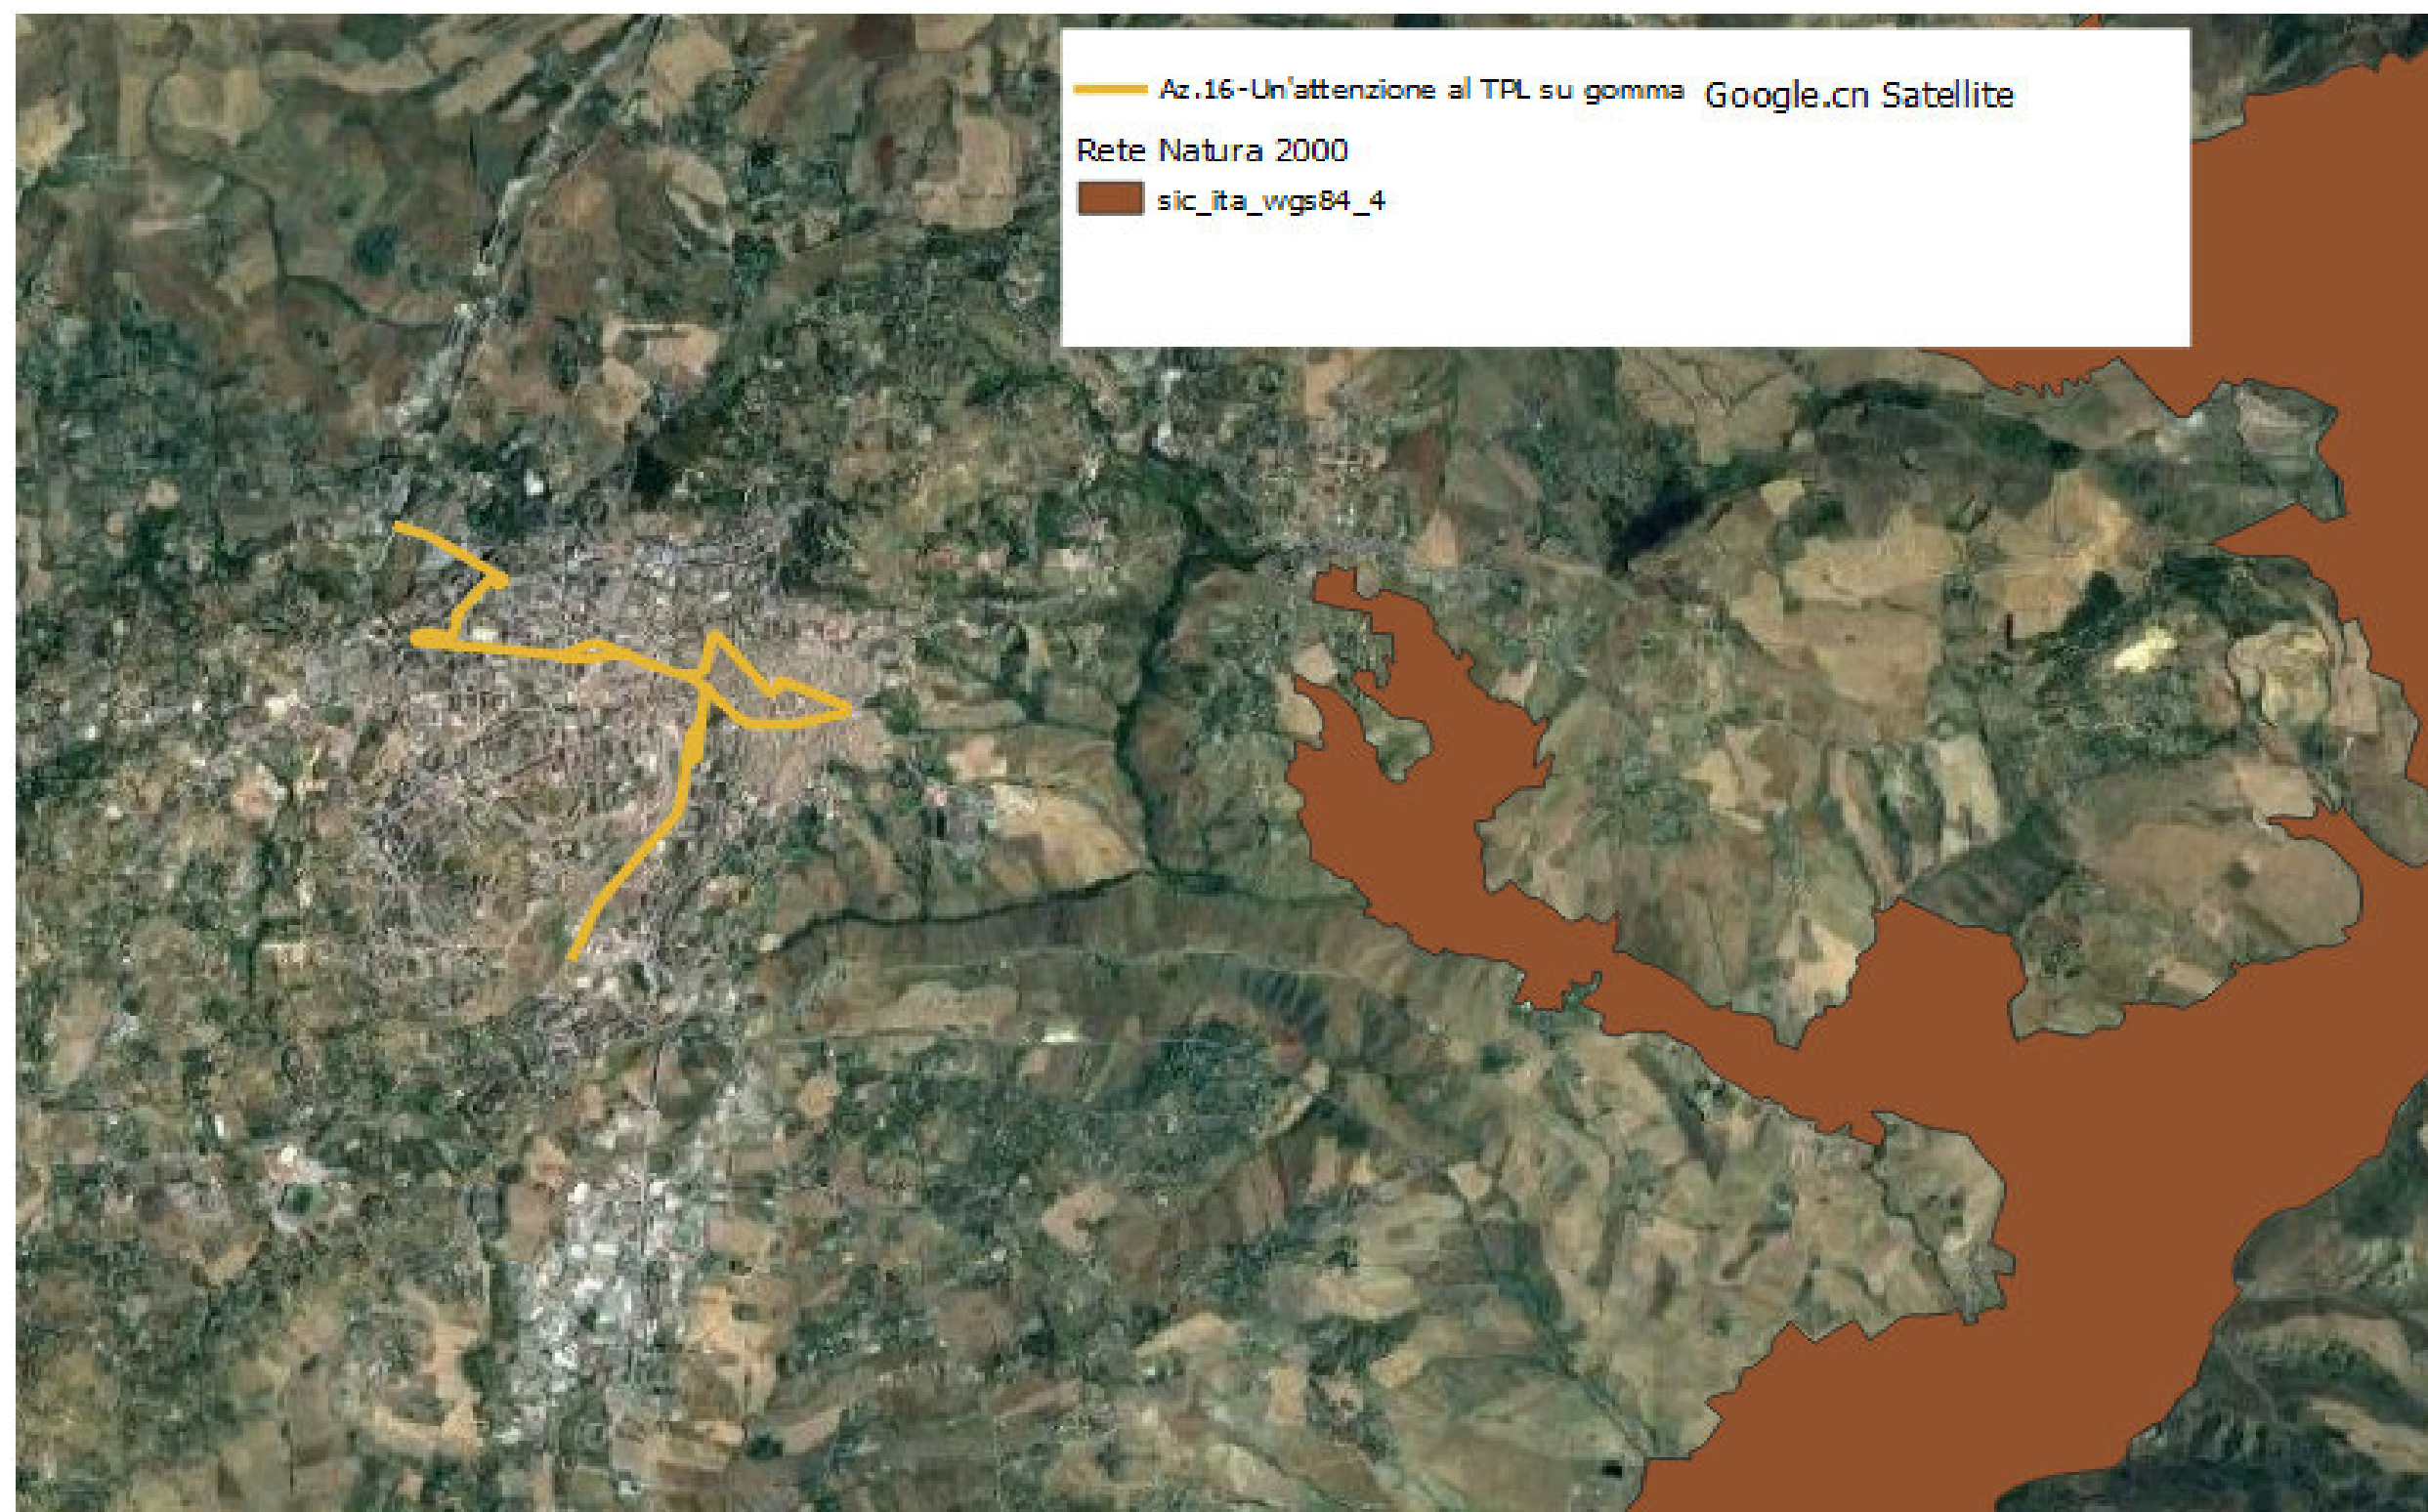 Az.16-Un'attenzione al TPL su gomma Google.cn Satellite
Rete Natura 2000
sic_ita_wgs84_4